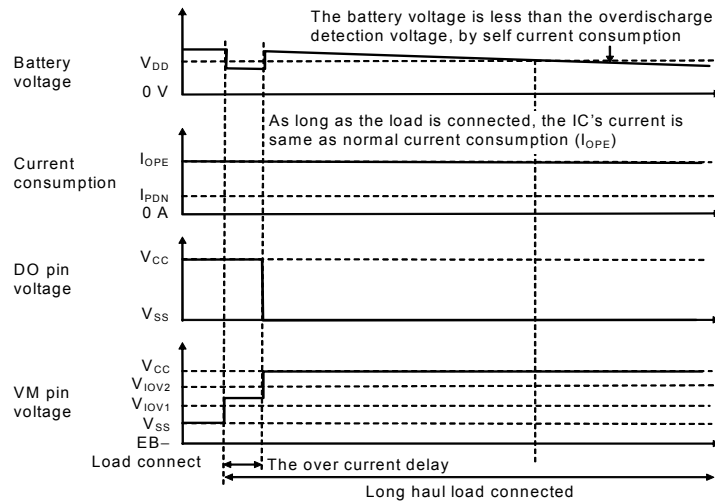 The battery voltage is less than the overdischarge
detection voltage, by self current consumption
Battery
voltage
VDD
0 V
As long as the load is connected, the IC's current is
same as normal current consumption (IOPE)
Current
consumption
IOPE
IPDN
0 A
DO pin
voltage
VCC
VSS
VM pin
voltage
VCC
VIOV2
VIOV1
VSS
EB−
Load connect
The over current delay
Long haul load connected